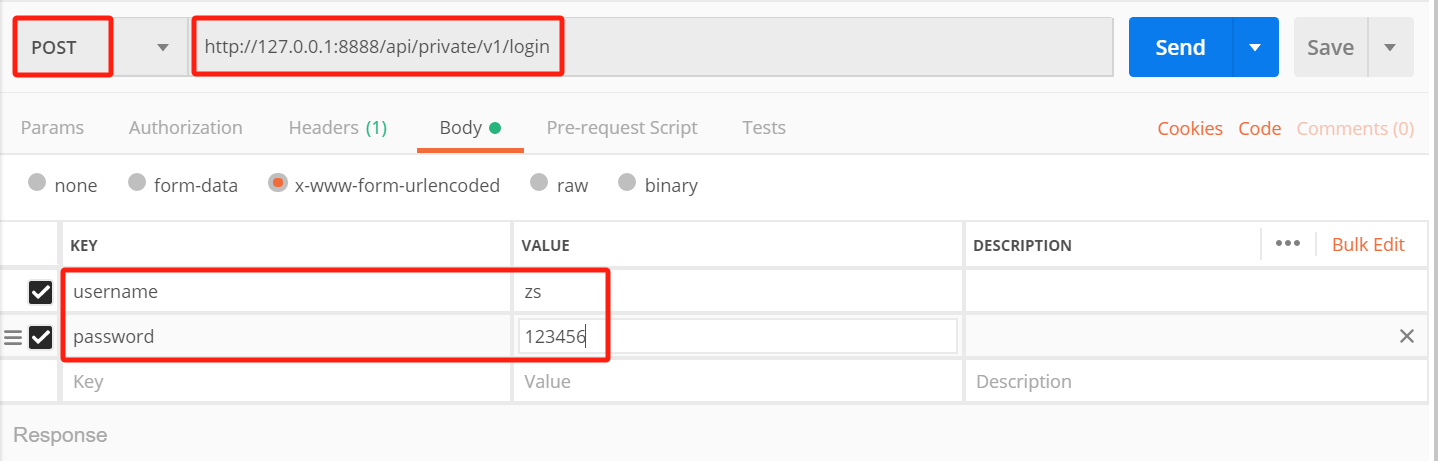 POST http://127.0.0.1:8888/api/private/v1/login Send Save
Params Authorization Headers (1) Body Pre-request Script Tests Cookies Code Comments (0)
none form-data x-www-form-urlencoded raw binary
KEY VALUE DESCRIPTION ••• Bulk Edit
username zs
password 123456
Key Value Description
Response